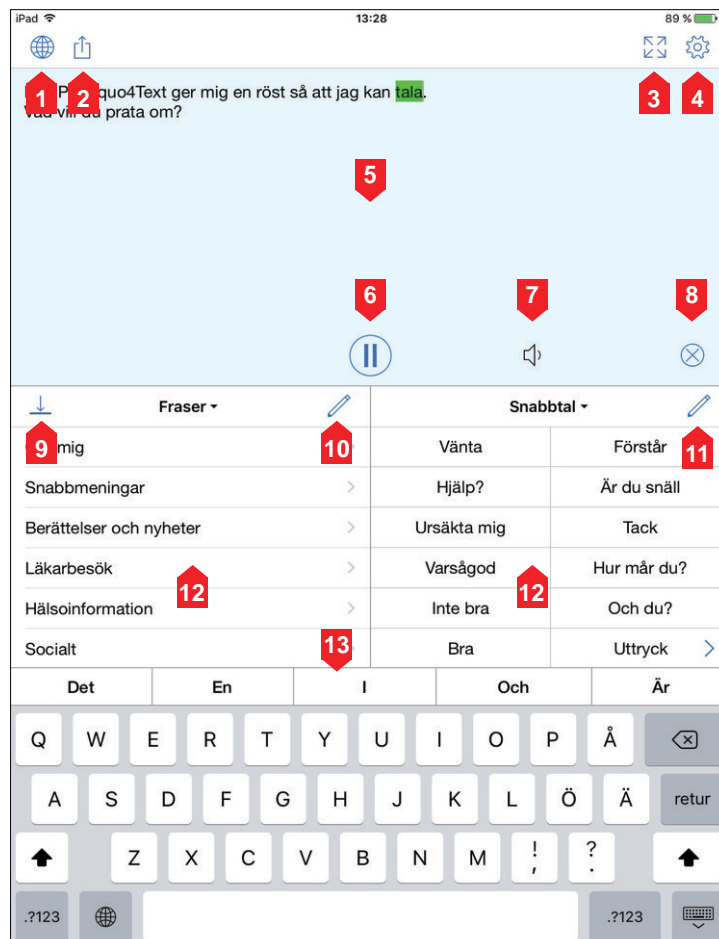 iPad 13:28 89 %
1 2 3 4
quo4Text ger mig en röst så att jag kan tala.
Vad vill du prata om?
5
6 7 8
Fraser Snabbtal
9 10 11
mig Vänta Förstår
Snabbmeningar Hjälp? Är du snäll
Berättelser och nyheter Ursäkta mig Tack
Läkarbesök Varsågod Hur mår du?
12 12
Hälsoinformation Inte bra Och du?
Socialt 13 Bra Uttryck
Det En I Och Är
Q W E R T Y U I O P Å
A S D F G H J K L Ö Ä retur
Z X C V B N M ! , ? .
.?123 .?123